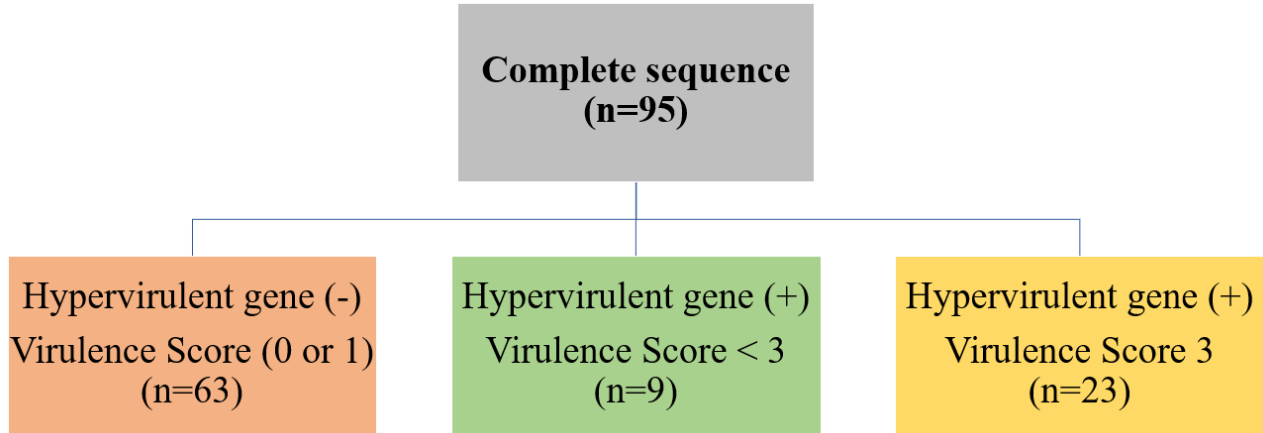 Complete sequence
(n=95)
Hypervirulent gene (-)
Virulence Score (0 or 1)
(n=63)
Hypervirulent gene (+)
Virulence Score < 3
(n=9)
Hypervirulent gene (+)
Virulence Score 3
(n=23)